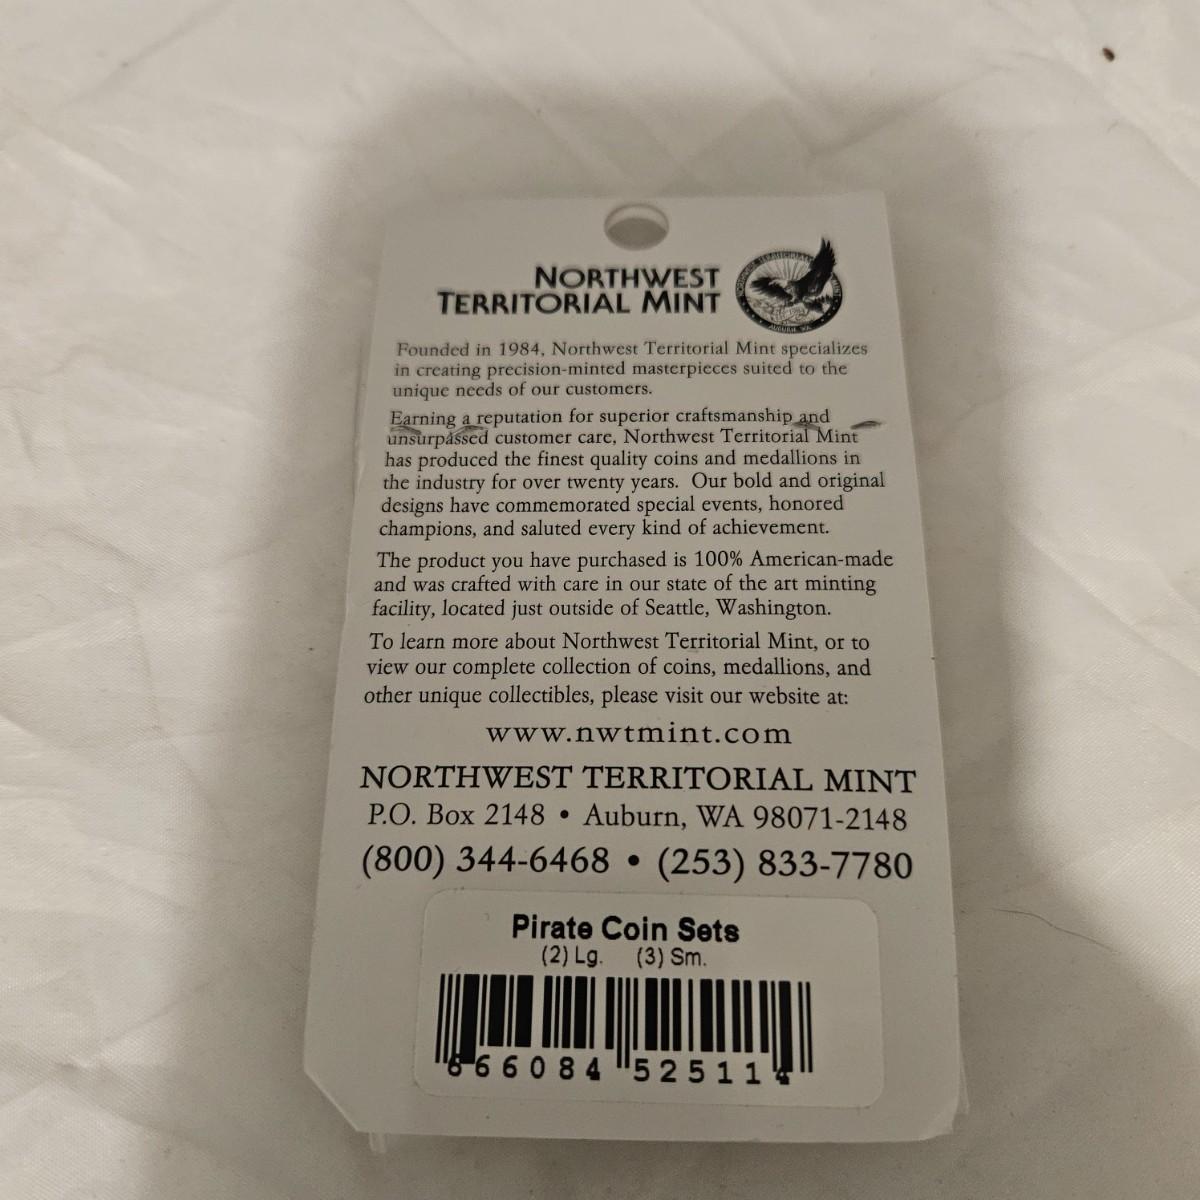 NORTHWEST
TERRITORIAL MINT
Founded in 1984, Northwest Territorial Mint specializes
in creating precision-minted masterpieces suited to the
unique needs of our customers.
Earning a reputation for superior craftsmanship and
unsurpassed customer care, Northwest Territorial Mint
has produced the finest quality coins and medallions in
the industry for over twenty years. Our bold and original
designs have commemorated special events, honored
champions, and saluted every kind of achievement.
The product you have purchased is 100% American-made
and was crafted with care in our state of the art minting
facility, located just outside of Seattle, Washington.
To learn more about Northwest Territorial Mint, or to
view our complete collection of coins, medallions, and
other unique collectibles, please visit our website at:
www.nwtmint.com
NORTHWEST TERRITORIAL MINT
P.O. Box 2148 • Auburn, WA 98071-2148
(800) 344-6468 • (253) 833-7780
Pirate Coin Sets
(2) Lg. (3) Sm.
666084 525114